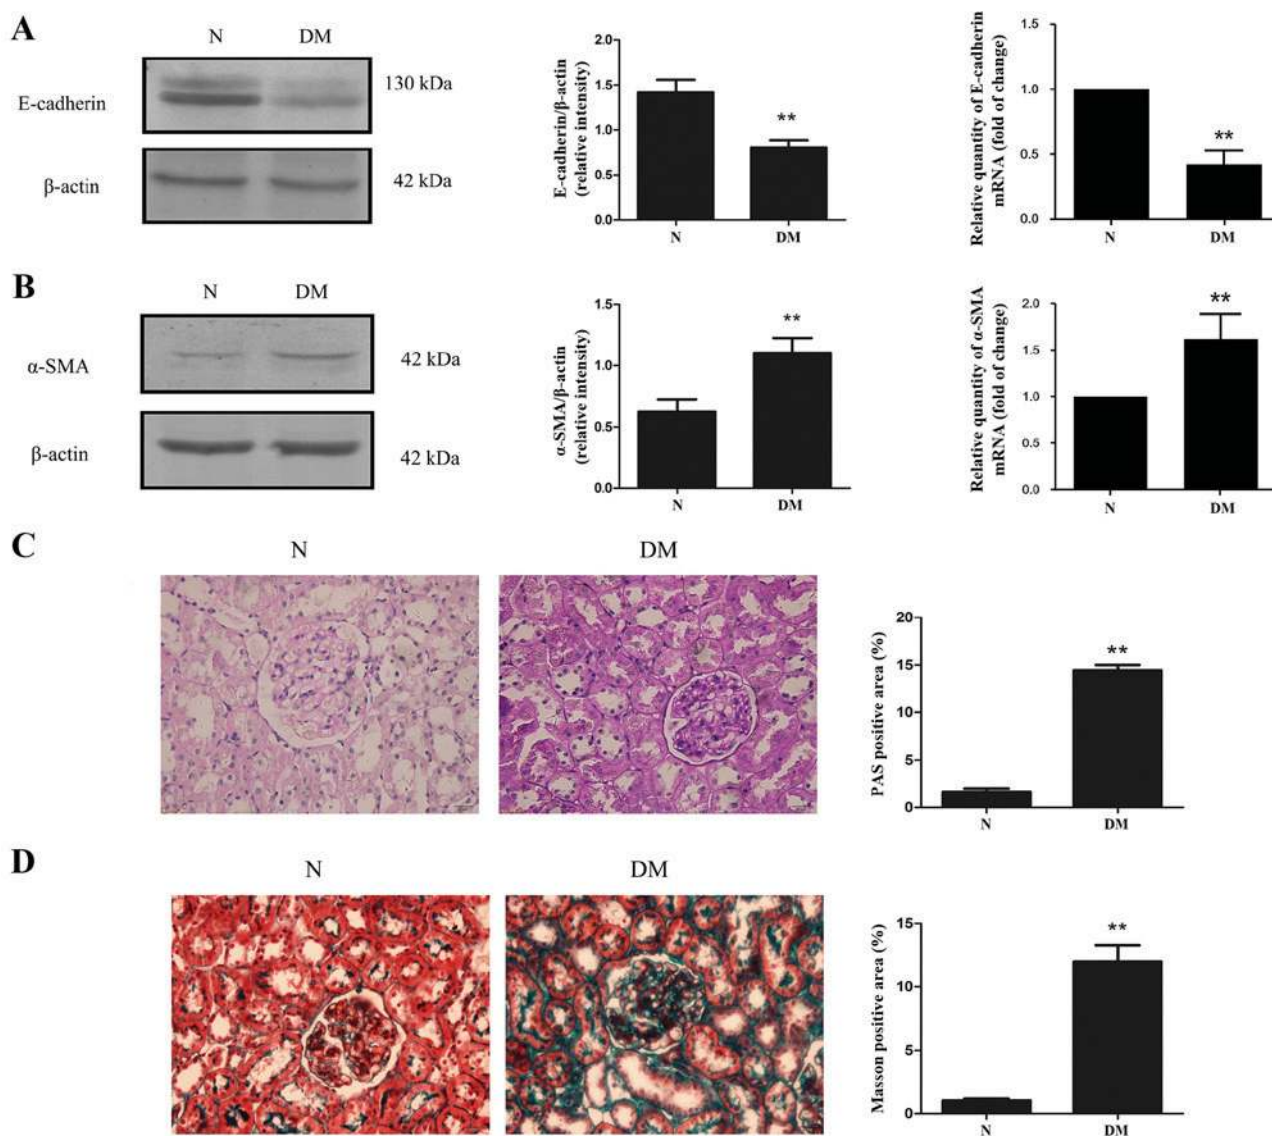 A
N DM
E-cadherin
130 kDa
β-actin
42 kDa
E-cadherin/β-actin
(relative intensity)
2.0
1.5
1.0
0.5
0.0
**
N DM
Relative quantity of E-cadherin
mRNA (fold of change)
1.5
1.0
0.5
0.0
**
N DM
B
N DM
α-SMA
42 kDa
β-actin
42 kDa
α-SMA/β-actin
(relative intensity)
1.5
1.0
0.5
0.0
**
N DM
Relative quantity of α-SMA
mRNA (fold of change)
2.0
1.5
1.0
0.5
0.0
**
N DM
C
N DM
PAS positive area (%)
20
15
10
5
0
**
N DM
D
N DM
Masson positive area (%)
15
10
5
0
**
N DM